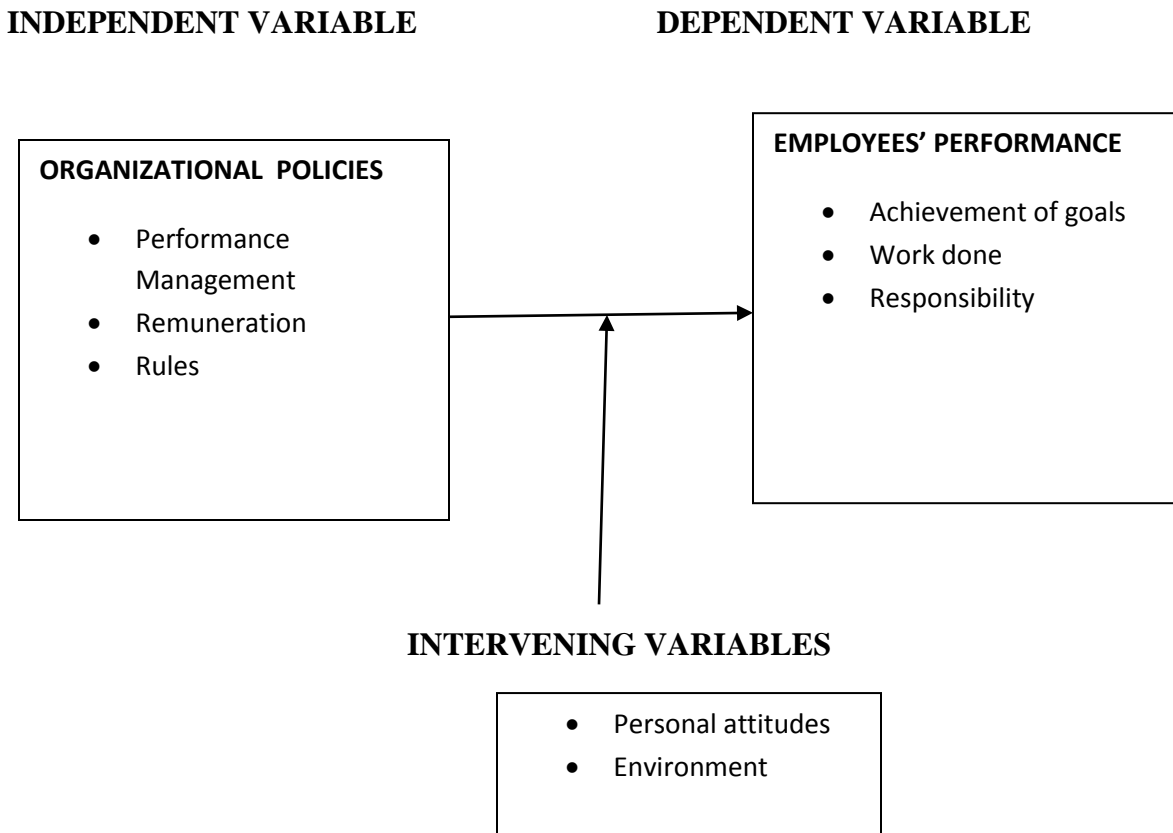 INDEPENDENT VARIABLE
DEPENDENT VARIABLE
ORGANIZATIONAL POLICIES
• Performance
Management
• Remuneration
• Rules
EMPLOYEES’ PERFORMANCE
• Achievement of goals
• Work done
• Responsibility
INTERVENING VARIABLES
• Personal attitudes
• Environment